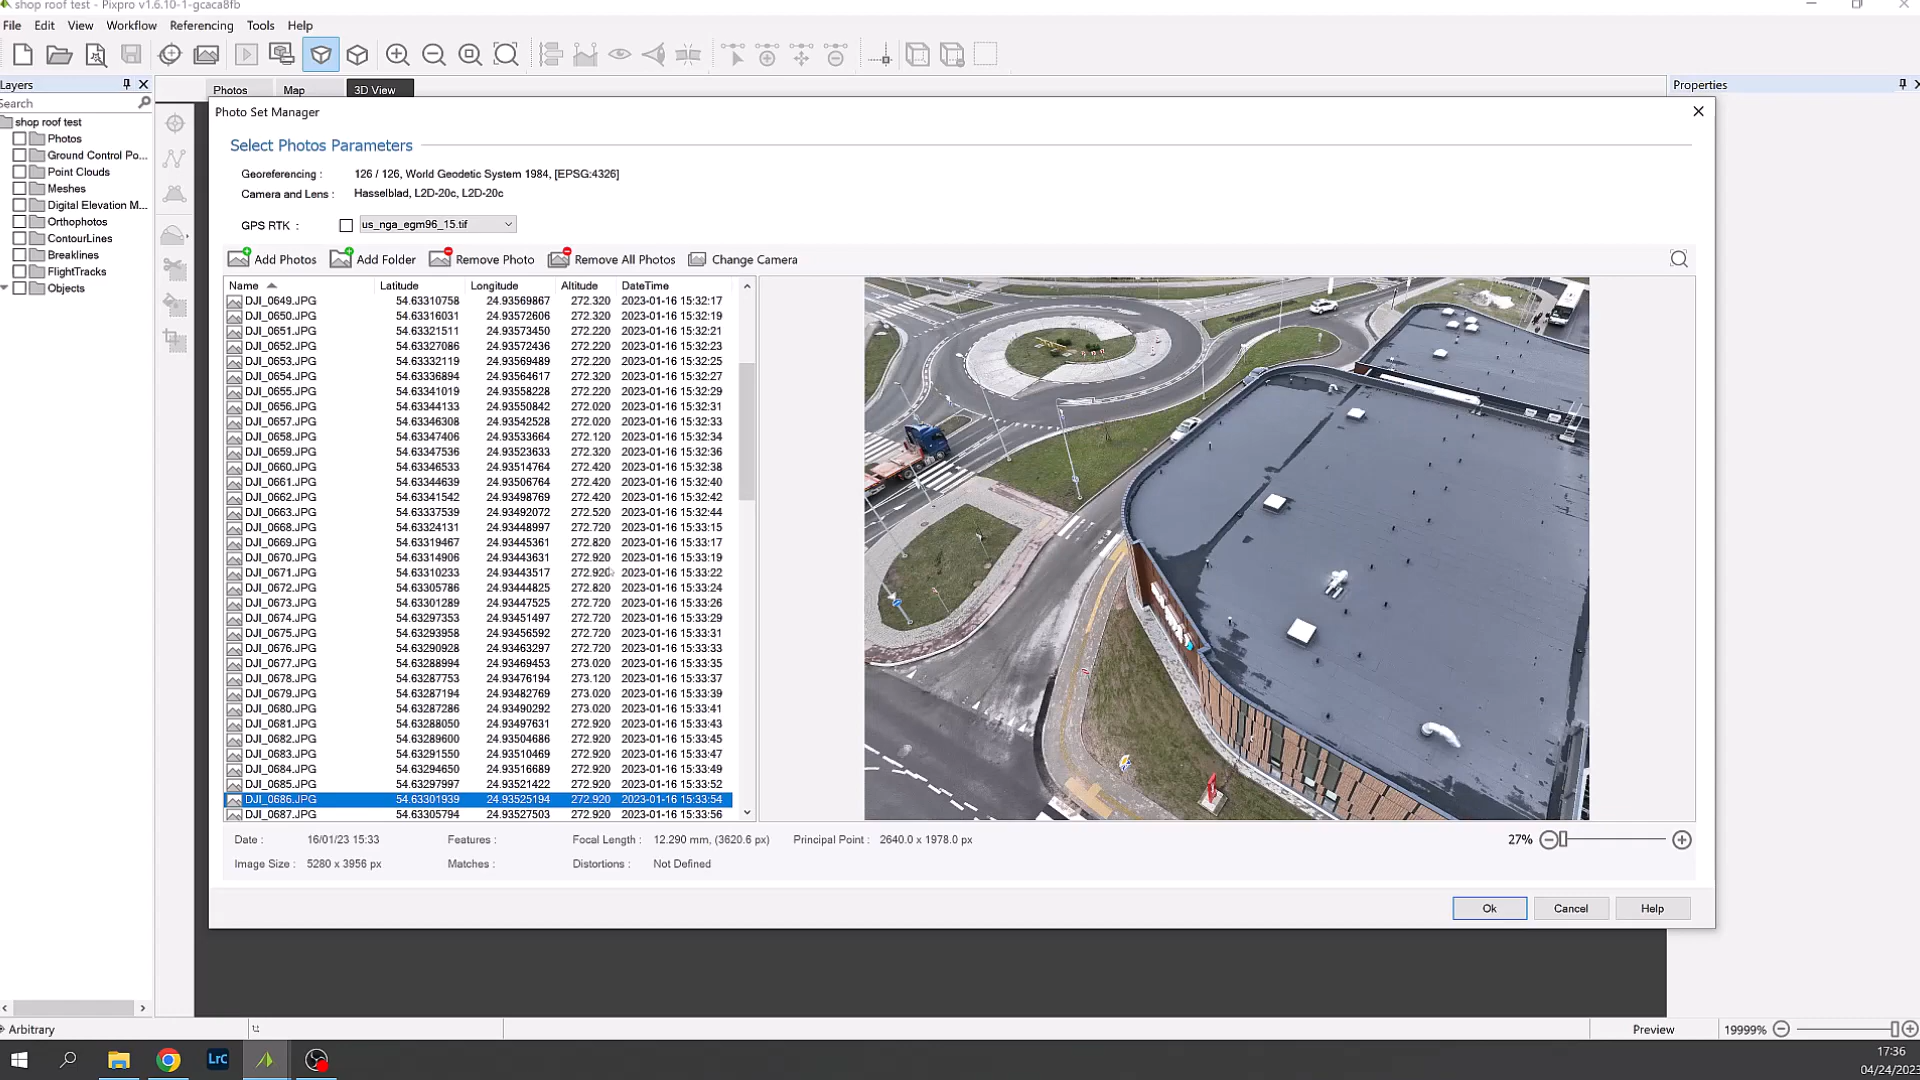 shop roof test - Pixpro v1.6.10-1-gcaca8fb
File Edit View Workflow Referencing Tools Help
Layers
Search
shop roof test
Photos
Ground Control Po...
Point Clouds
Meshes
Digital Elevation M...
Orthophotos
ContourLines
Breaklines
FlightTracks
Objects
Photos Map 3D View
Properties
Photo Set Manager
Select Photos Parameters
Georeferencing : 126 / 126, World Geodetic System 1984, [EPSG:4326]
Camera and Lens : Hasselblad, L2D-20c, L2D-20c
GPS RTK : us_nga_egm96_15.tif
Add Photos Add Folder Remove Photo Remove All Photos Change Camera
Name Latitude Longitude Altitude DateTime
DJI_0649.JPG 54.63310758 24.93569867 272.320 2023-01-16 15:32:17
DJI_0650.JPG 54.63316031 24.93572606 272.320 2023-01-16 15:32:19
DJI_0651.JPG 54.63321511 24.93573450 272.220 2023-01-16 15:32:21
DJI_0652.JPG 54.63327086 24.93572436 272.220 2023-01-16 15:32:23
DJI_0653.JPG 54.63332119 24.93569489 272.220 2023-01-16 15:32:25
DJI_0654.JPG 54.63336894 24.93564617 272.320 2023-01-16 15:32:27
DJI_0655.JPG 54.63341019 24.93558228 272.220 2023-01-16 15:32:29
DJI_0656.JPG 54.63344133 24.93550842 272.020 2023-01-16 15:32:31
DJI_0657.JPG 54.63346308 24.93542528 272.020 2023-01-16 15:32:33
DJI_0658.JPG 54.63347406 24.93533664 272.120 2023-01-16 15:32:34
DJI_0659.JPG 54.63347536 24.93523633 272.320 2023-01-16 15:32:36
DJI_0660.JPG 54.63346533 24.93514764 272.420 2023-01-16 15:32:38
DJI_0661.JPG 54.63344639 24.93506764 272.420 2023-01-16 15:32:40
DJI_0662.JPG 54.63341542 24.93498769 272.420 2023-01-16 15:32:42
DJI_0663.JPG 54.63337539 24.93492072 272.520 2023-01-16 15:32:44
DJI_0668.JPG 54.63324131 24.93448997 272.720 2023-01-16 15:33:15
DJI_0669.JPG 54.63319467 24.93445361 272.820 2023-01-16 15:33:17
DJI_0670.JPG 54.63314906 24.93443631 272.920 2023-01-16 15:33:19
DJI_0671.JPG 54.63310233 24.93443517 272.920 2023-01-16 15:33:22
DJI_0672.JPG 54.63305786 24.93444825 272.820 2023-01-16 15:33:24
DJI_0673.JPG 54.63301289 24.93447525 272.720 2023-01-16 15:33:26
DJI_0674.JPG 54.63297353 24.93451497 272.720 2023-01-16 15:33:29
DJI_0675.JPG 54.63293958 24.93456592 272.720 2023-01-16 15:33:31
DJI_0676.JPG 54.63290928 24.93463297 272.720 2023-01-16 15:33:33
DJI_0677.JPG 54.63288994 24.93469453 273.020 2023-01-16 15:33:35
DJI_0678.JPG 54.63287753 24.93476194 273.120 2023-01-16 15:33:37
DJI_0679.JPG 54.63287194 24.93482769 273.020 2023-01-16 15:33:39
DJI_0680.JPG 54.63287286 24.93490292 273.020 2023-01-16 15:33:41
DJI_0681.JPG 54.63288050 24.93497631 272.920 2023-01-16 15:33:43
DJI_0682.JPG 54.63289600 24.93504686 272.920 2023-01-16 15:33:45
DJI_0683.JPG 54.63291550 24.93510469 272.920 2023-01-16 15:33:47
DJI_0684.JPG 54.63294650 24.93516689 272.920 2023-01-16 15:33:49
DJI_0685.JPG 54.63297997 24.93521422 272.920 2023-01-16 15:33:52
DJI_0686.JPG 54.63301939 24.93525194 272.920 2023-01-16 15:33:54
DJI_0687.JPG 54.63305794 24.93527503 272.920 2023-01-16 15:33:56
Date : 16/01/23 15:33 Features : Focal Length : 12.290 mm, (3620.6 px) Principal Point : 2640.0 x 1978.0 px 27%
Image Size : 5280 x 3956 px Matches : Distortions : Not Defined
Ok Cancel Help
Arbitrary Preview 19999%
LrC
17:36
04/24/2023